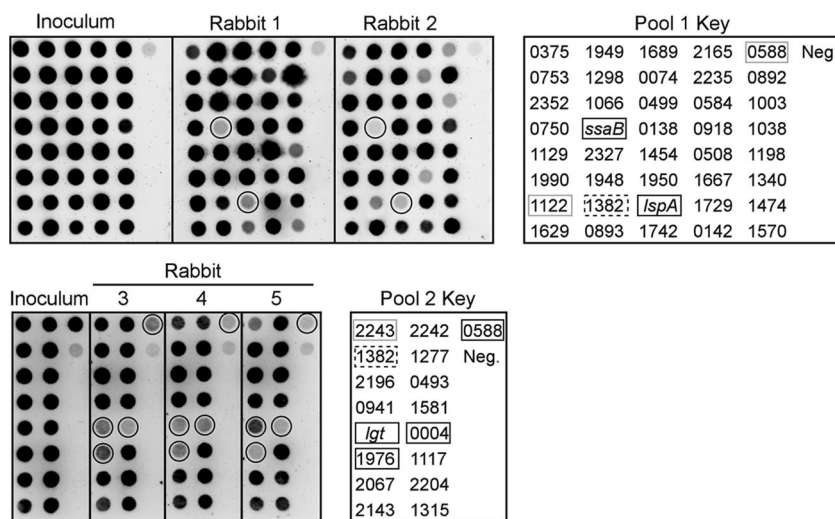 Inoculum Rabbit 1 Rabbit 2 Pool 1 Key
0375 1949 1689 2165 0588 Neg.
0753 1298 0074 2235 0892
2352 1066 0499 0584 1003
0750 ssaB 0138 0918 1038
1129 2327 1454 0508 1198
1990 1948 1950 1667 1340
1122 1382 lspA 1729 1474
1629 0893 1742 0142 1570
Rabbit
Inoculum 3 4 5 Pool 2 Key
2243 2242 0588
1382 1277 Neg.
2196 0493
0941 1581
lgt 0004
1976 1117
2067 2204
2143 1315